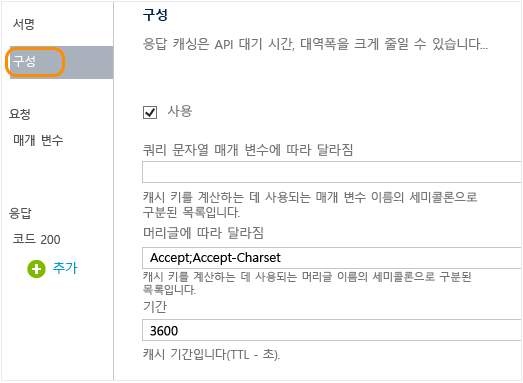 서명
구성
요청
매개 변수
응답
코드 200
추가
구성
응답 캐싱은 API 대기 시간, 대역폭을 크게 줄일 수 있습니다...
사용
쿼리 문자열 매개 변수에 따라 달라짐
캐시 키를 계산하는 데 사용되는 매개 변수 이름의 세미콜론으로
구분된 목록입니다.
머리글에 따라 달라짐
Accept;Accept-Charset
캐시 키를 계산하는 데 사용되는 머리글 이름의 세미콜론으로 구분된
목록입니다.
기간
3600
캐시 기간입니다(TTL - 초).